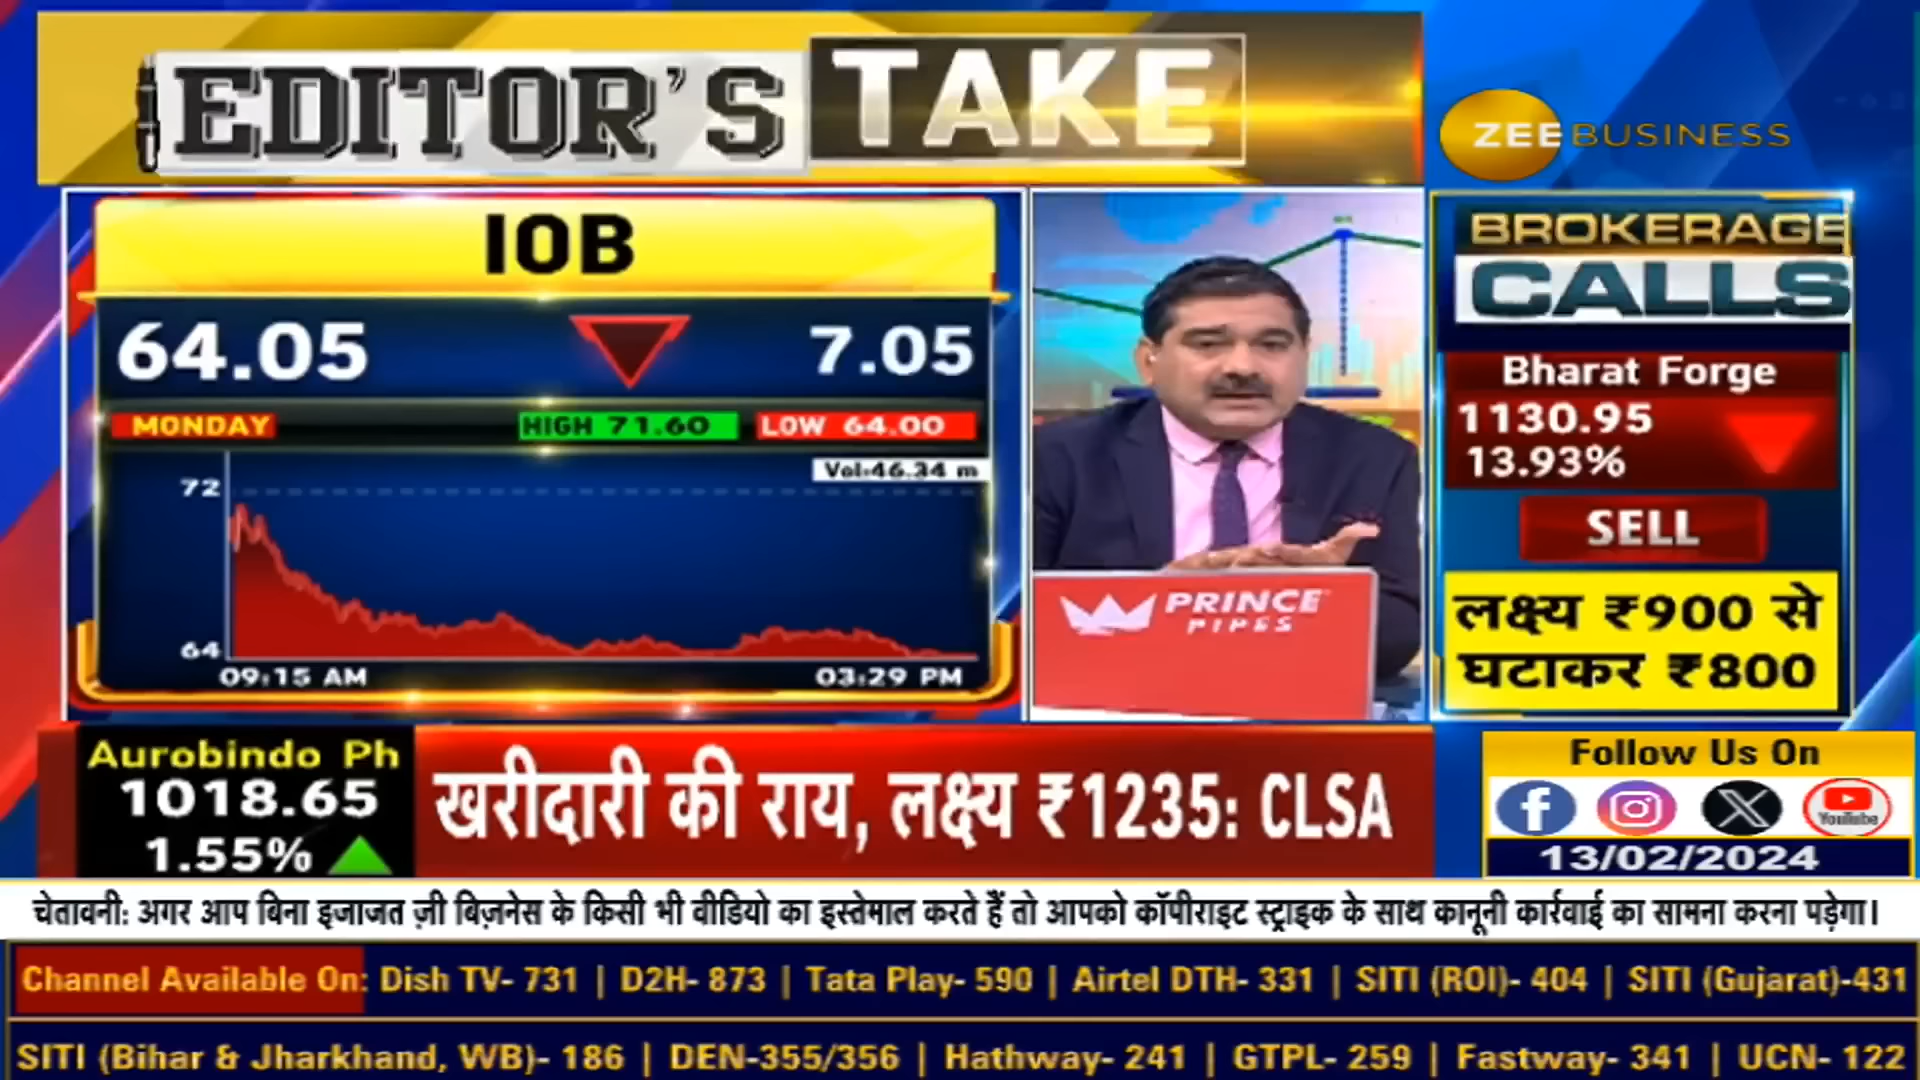 EDITOR'S TAKE
ZEE BUSINESS
IOB
64.05 7.05
MONDAY HIGH 71.60 LOW 64.00
Vol:46.34 m
72
64
09:15 AM 03:29 PM
PRINCE
PIPES
BROKERAGE
CALLS
Bharat Forge
1130.95
13.93%
SELL
लक्ष्य ₹900 से
घटाकर ₹800
Aurobindo Ph
1018.65
1.55%
खरीदारी की राय, लक्ष्य ₹1235: CLSA
Follow Us On
YouTube
13/02/2024
चेतावनी: अगर आप बिना इजाजत ज़ी बिज़नेस के किसी भी वीडियो का इस्तेमाल करते हैं तो आपको कॉपीराइट स्ट्राइक के साथ कानूनी कार्रवाई का सामना करना पड़ेगा।
Channel Available On: Dish TV- 731 | D2H- 873 | Tata Play- 590 | Airtel DTH- 331 | SITI (ROI)- 404 | SITI (Gujarat)-431
SITI (Bihar & Jharkhand, WB)- 186 | DEN-355/356 | Hathway- 241 | GTPL- 259 | Fastway- 341 | UCN- 122